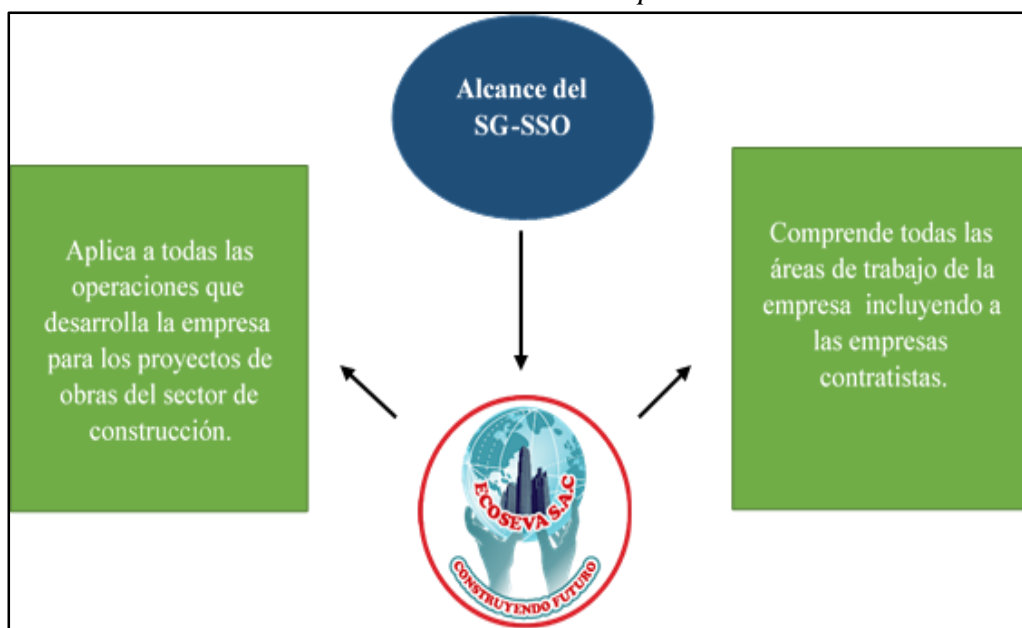 Alcance del
SG-SSO
Aplica a todas las
operaciones que
desarrolla la empresa
para los proyectos de
obras del sector de
construcción.
Comprende todas las
áreas de trabajo de la
empresa incluyendo a
las empresas
contratistas.
ECOSEVA S.A.C
CONSTRUYENDO FUTURO